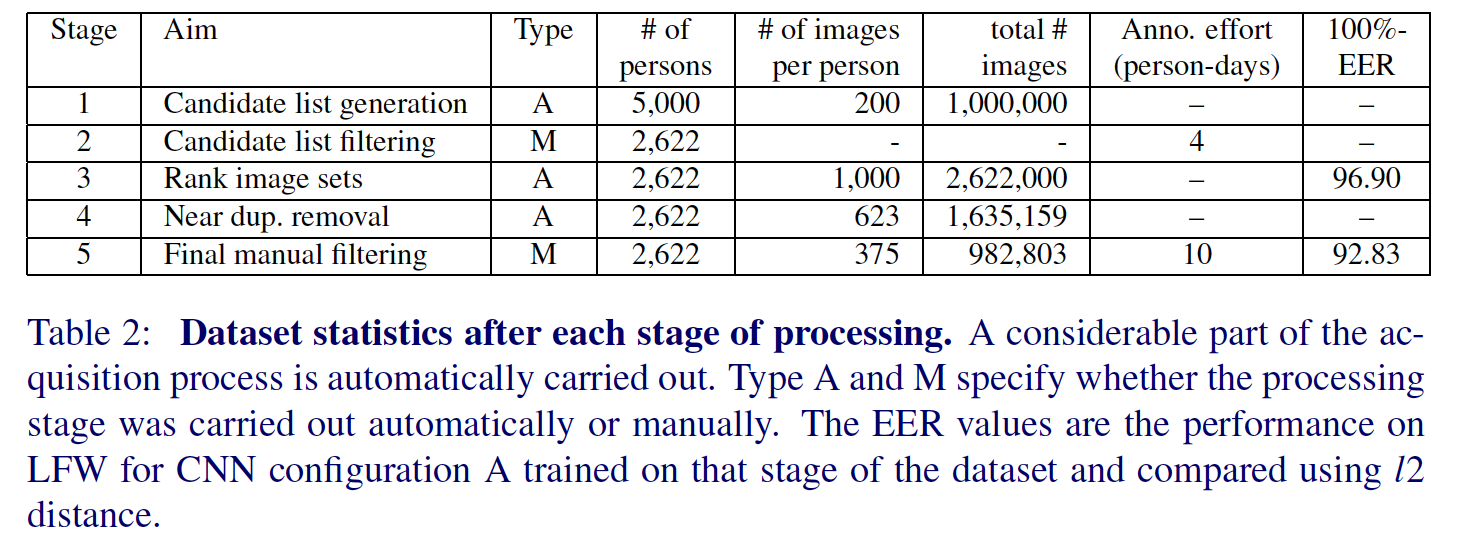 Stage Aim Type # of persons # of images per person total # images Anno. effort (person-days) 100%-EER
1 Candidate list generation A 5,000 200 1,000,000 – –
2 Candidate list filtering M 2,622 - - 4 –
3 Rank image sets A 2,622 1,000 2,622,000 – 96.90
4 Near dup. removal A 2,622 623 1,635,159 – –
5 Final manual filtering M 2,622 375 982,803 10 92.83
Table 2: Dataset statistics after each stage of processing. A considerable part of the ac-
quisition process is automatically carried out. Type A and M specify whether the processing
stage was carried out automatically or manually. The EER values are the performance on
LFW for CNN configuration A trained on that stage of the dataset and compared using l2
distance.